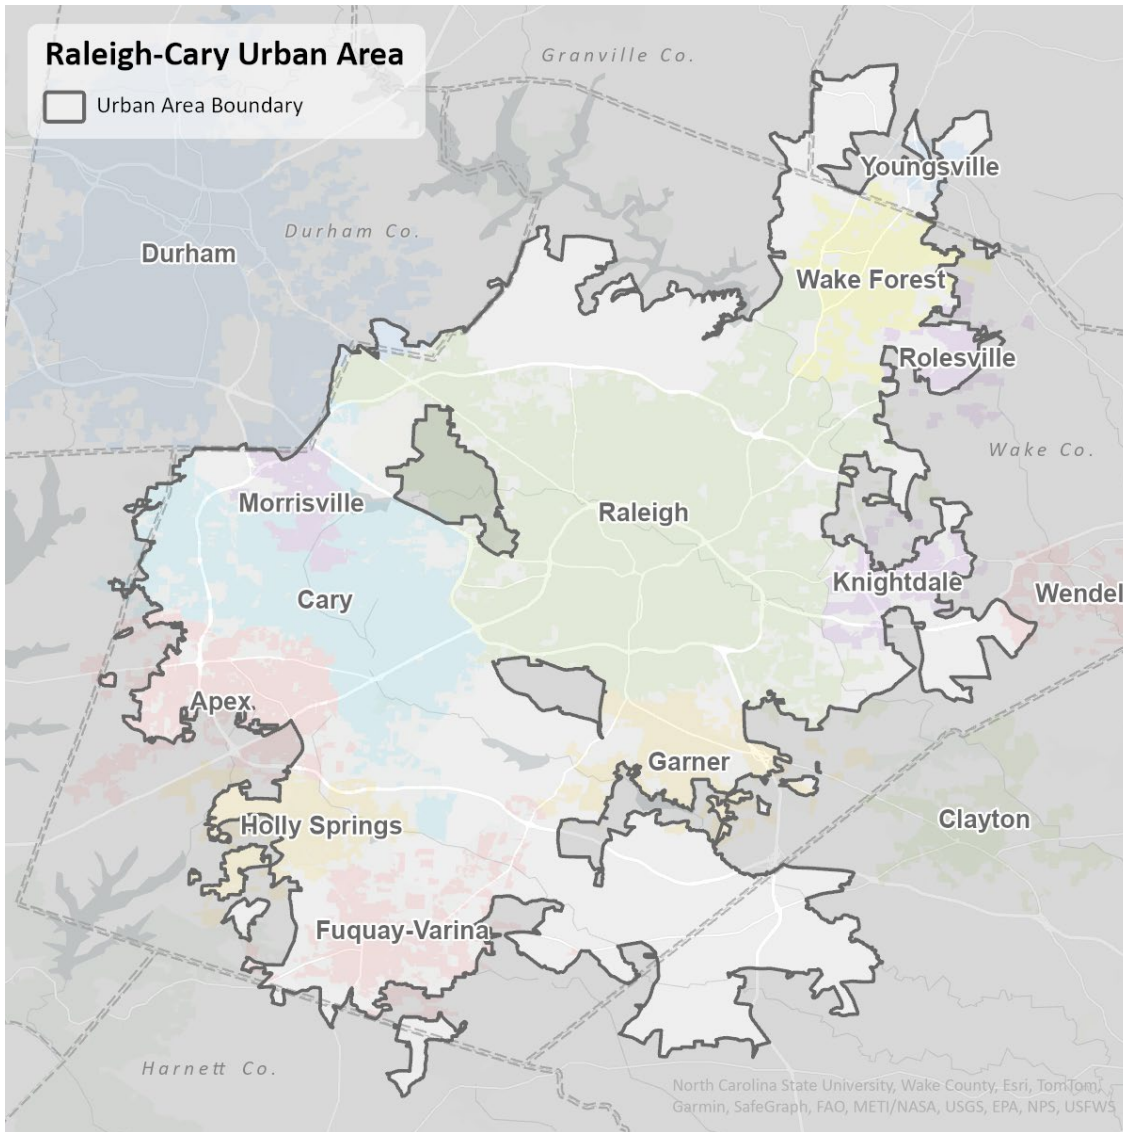 Raleigh-Cary Urban Area
Urban Area Boundary
Granville Co.
Youngsville
Durham Co.
Durham
Wake Forest
Rolesville
Wake Co.
Morrisville
Raleigh
Knightdale
Cary
Wendel
Apex
Garner
Holly Springs
Clayton
Fuquay-Varina
Harnett Co.
North Carolina State University, Wake County, Esri, TomTom,
Garmin, SafeGraph, FAO, METI/NASA, USGS, EPA, NPS, USFWS